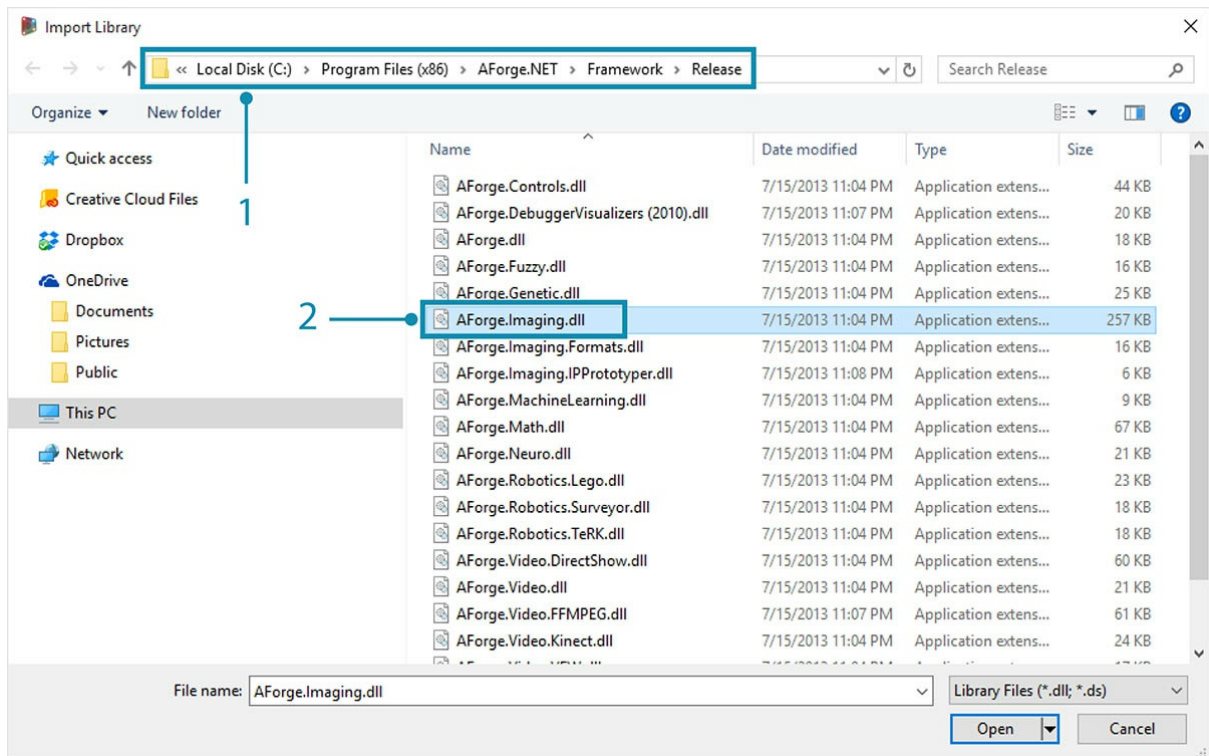 Import Library
« Local Disk (C:) › Program Files (x86) › AForge.NET › Framework › Release
Search Release
Organize New folder
?
1
2
Quick access
Creative Cloud Files
Dropbox
OneDrive
Documents
Pictures
Public
This PC
Network
Name Date modified Type Size
AForge.Controls.dll 7/15/2013 11:04 PM Application extens... 44 KB
AForge.DebuggerVisualizers (2010).dll 7/15/2013 11:07 PM Application extens... 20 KB
AForge.dll 7/15/2013 11:04 PM Application extens... 18 KB
AForge.Fuzzy.dll 7/15/2013 11:04 PM Application extens... 16 KB
AForge.Genetic.dll 7/15/2013 11:04 PM Application extens... 25 KB
AForge.Imaging.dll 7/15/2013 11:04 PM Application extens... 257 KB
AForge.Imaging.Formats.dll 7/15/2013 11:04 PM Application extens... 16 KB
AForge.Imaging.IPPrototyper.dll 7/15/2013 11:08 PM Application extens... 6 KB
AForge.MachineLearning.dll 7/15/2013 11:04 PM Application extens... 9 KB
AForge.Math.dll 7/15/2013 11:04 PM Application extens... 67 KB
AForge.Neuro.dll 7/15/2013 11:04 PM Application extens... 21 KB
AForge.Robotics.Lego.dll 7/15/2013 11:04 PM Application extens... 23 KB
AForge.Robotics.Surveyor.dll 7/15/2013 11:04 PM Application extens... 18 KB
AForge.Robotics.TeRK.dll 7/15/2013 11:04 PM Application extens... 18 KB
AForge.Video.DirectShow.dll 7/15/2013 11:04 PM Application extens... 60 KB
AForge.Video.dll 7/15/2013 11:04 PM Application extens... 21 KB
AForge.Video.FFMPEG.dll 7/15/2013 11:07 PM Application extens... 61 KB
AForge.Video.Kinect.dll 7/15/2013 11:04 PM Application extens... 24 KB
File name: AForge.Imaging.dll Library Files (*.dll; *.ds)
Open Cancel